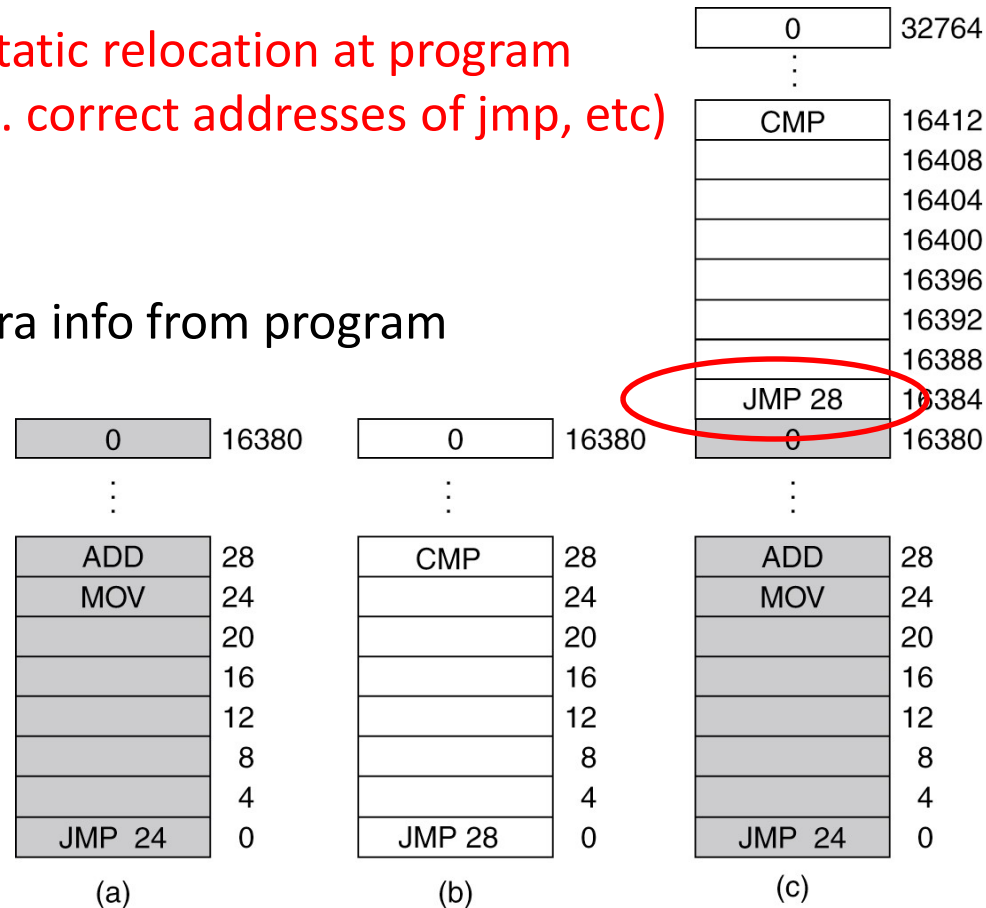 tatic relocation at program
. correct addresses of jmp, etc)
ra info from program
0 16380
⋮
ADD 28
MOV 24
20
16
12
8
4
JMP 24 0
(a)
0 16380
⋮
CMP 28
24
20
16
12
8
4
JMP 28 0
(b)
0 32764
⋮
CMP 16412
16408
16404
16400
16396
16392
16388
JMP 28 16384
0 16380
⋮
ADD 28
MOV 24
20
16
12
8
4
JMP 24 0
(c)